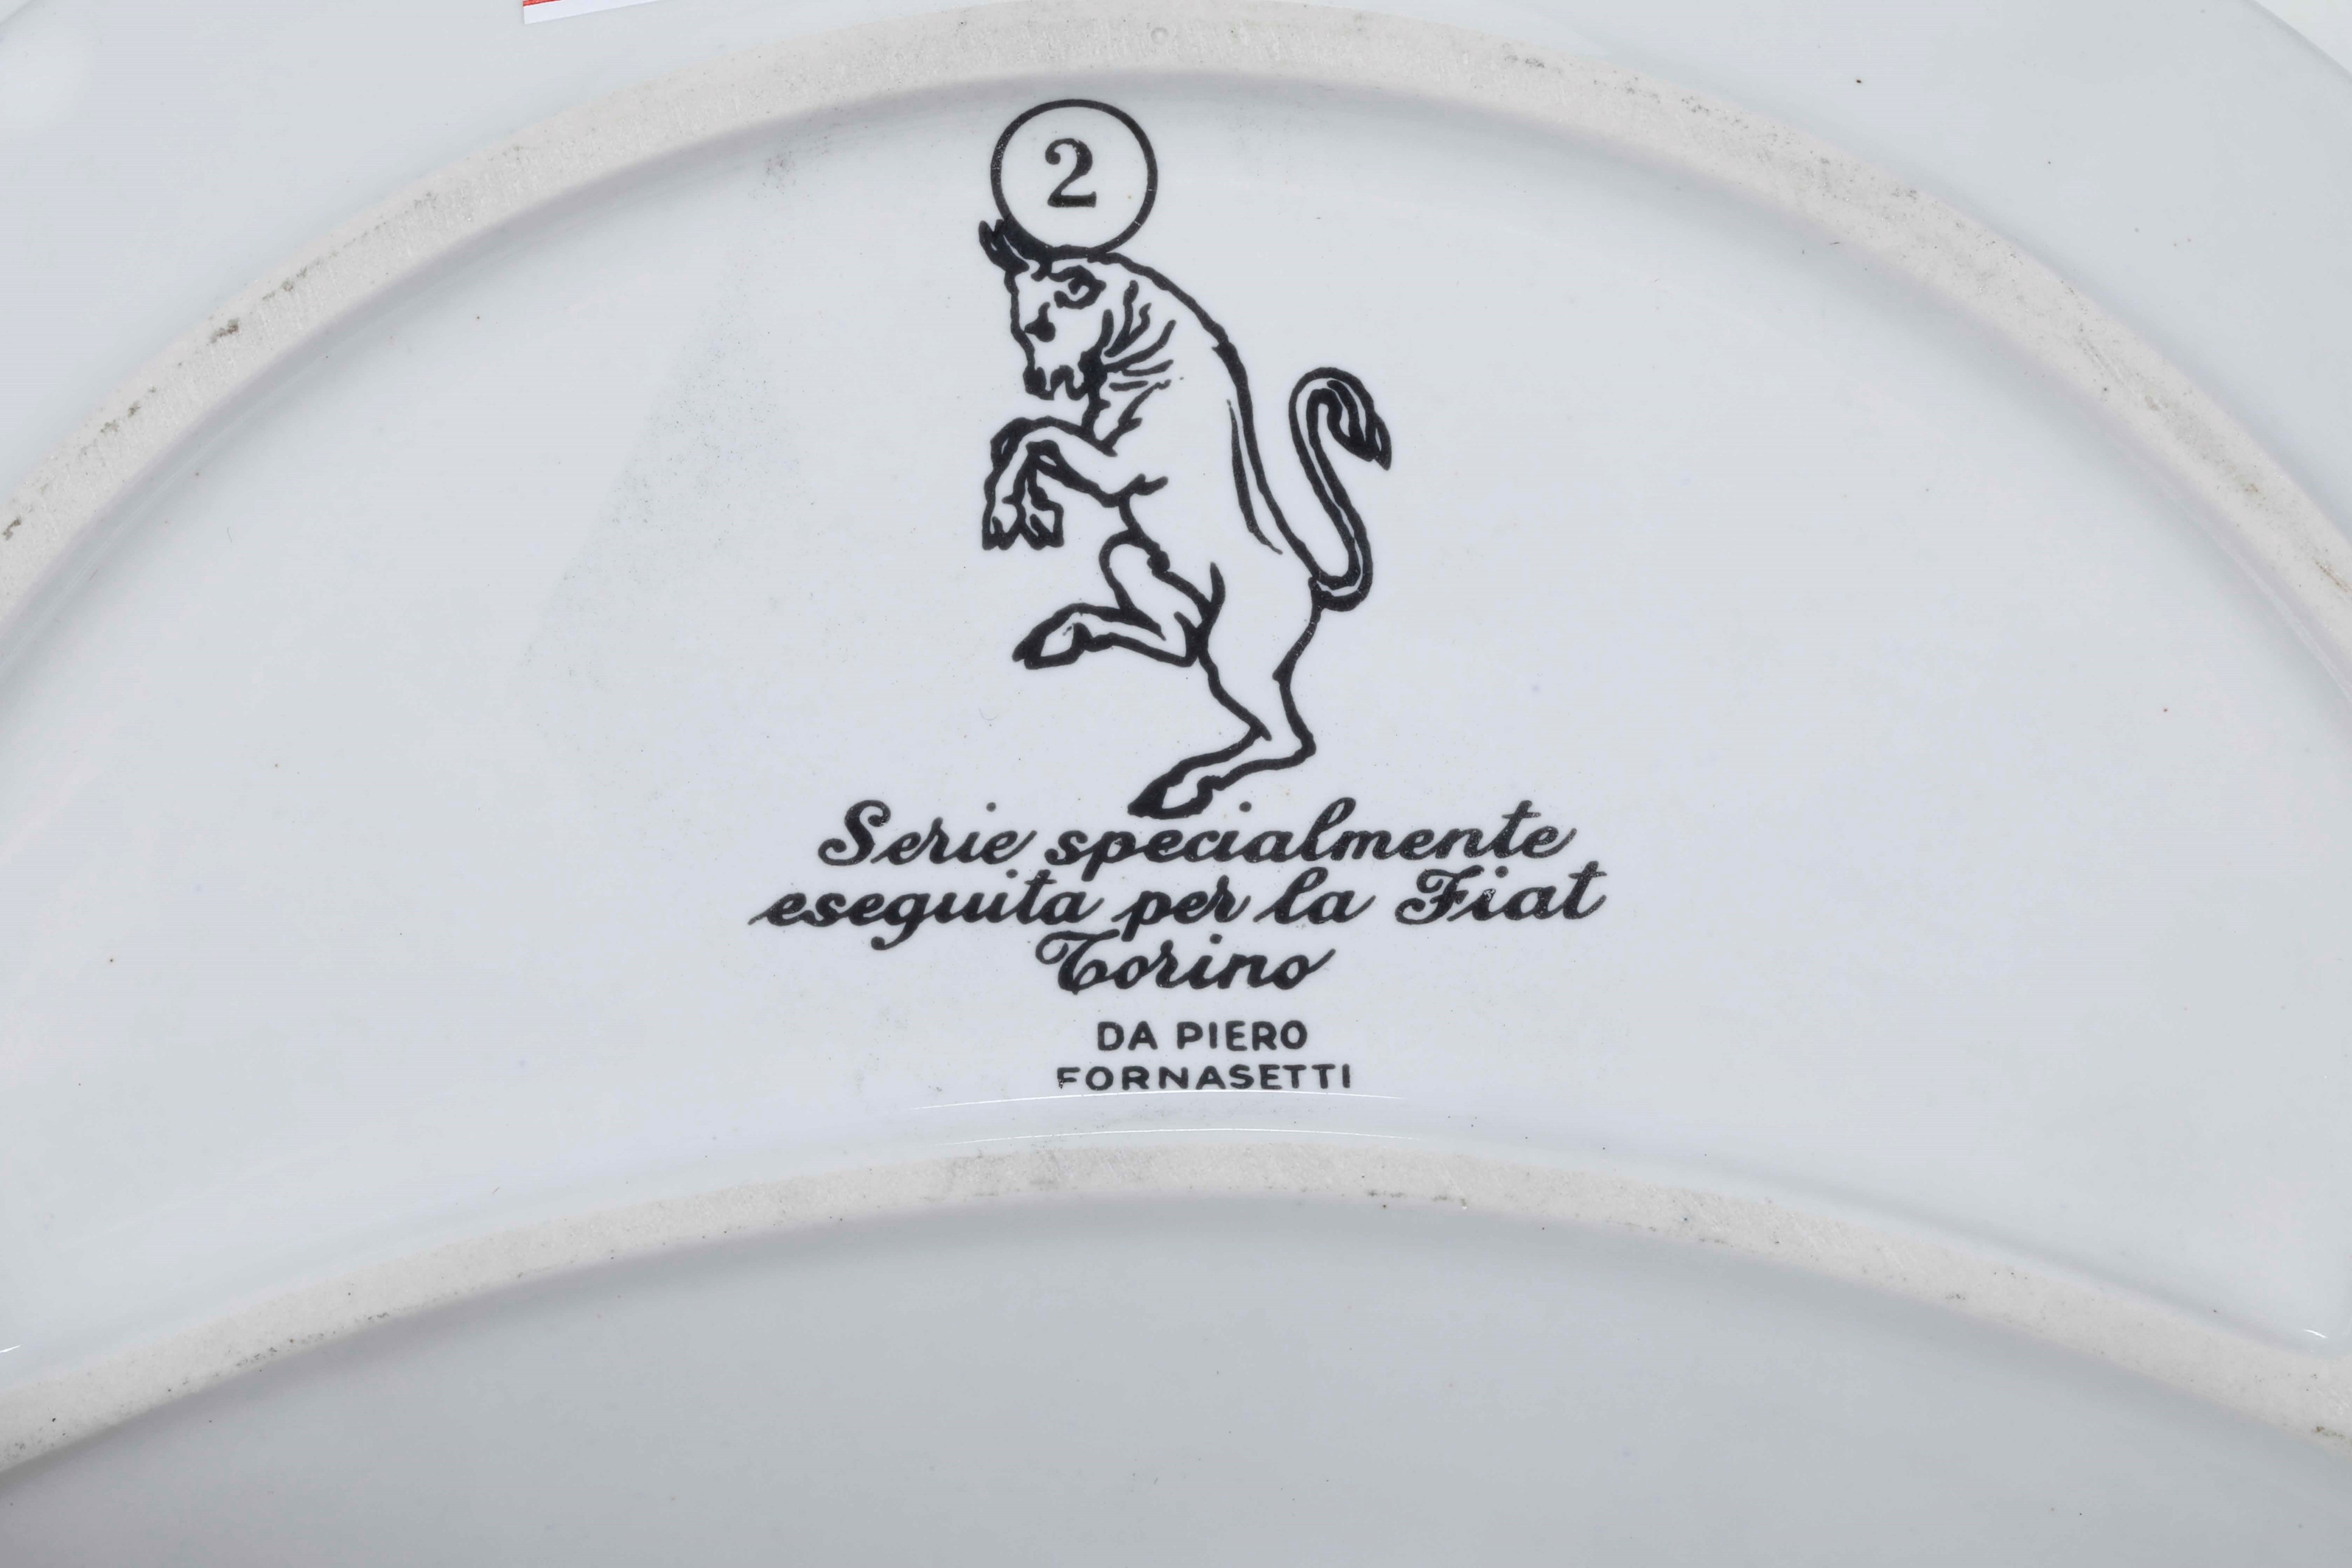 2
Serie specialmente
eseguita per la Fiat
Torino
DA PIERO
FORNASETTI